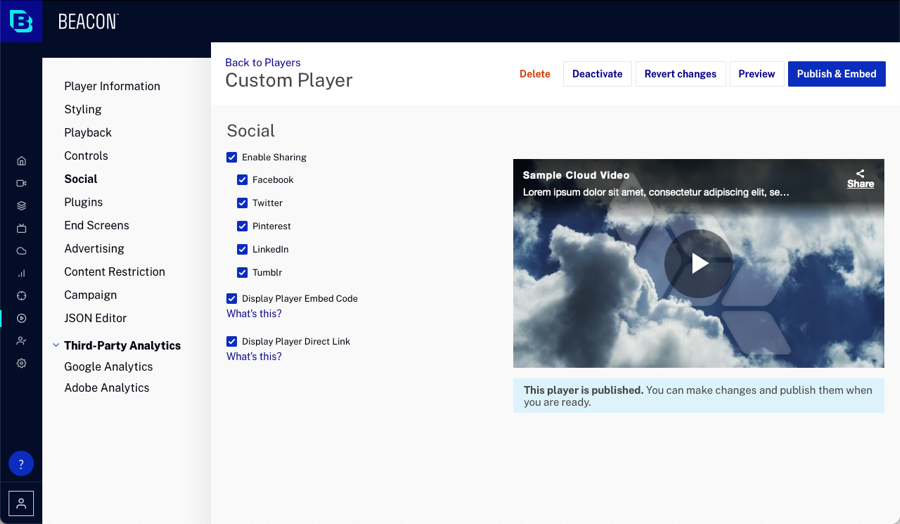 BEACON™
Back to Players
Custom Player
Delete
Deactivate
Revert changes
Preview
Publish & Embed
Player Information
Styling
Playback
Controls
Social
Plugins
End Screens
Advertising
Content Restriction
Campaign
JSON Editor
Third-Party Analytics
Google Analytics
Adobe Analytics
?
Social
Enable Sharing
Facebook
Twitter
Pinterest
LinkedIn
Tumblr
Display Player Embed Code
What's this?
Display Player Direct Link
What's this?
Sample Cloud Video
Lorem ipsum dolor sit amet, consectetur adipiscing elit, se...
Share
This player is published. You can make changes and publish them when
you are ready.